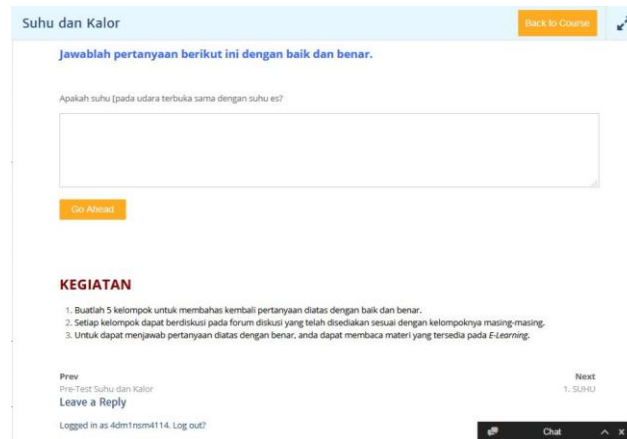 Suhu dan Kalor
Back to Course
Jawablah pertanyaan berikut ini dengan baik dan benar.
Apakah suhu [pada udara terbuka sama dengan suhu es?
Go Ahead
KEGIATAN
1. Buatlah 5 kelompok untuk membahas kembali pertanyaan diatas dengan baik dan benar.
2. Setiap kelompok dapat berdiskusi pada forum diskusi yang telah disediakan sesuai dengan kelompoknya masing-masing.
3. Untuk dapat menjawab pertanyaan diatas dengan benar, anda dapat membaca materi yang tersedia pada E-Learning.
Prev
Next
Pre-Test Suhu dan Kalor
1. SUHU
Leave a Reply
Logged in as 4dm1nsm4114. Log out?
Chat